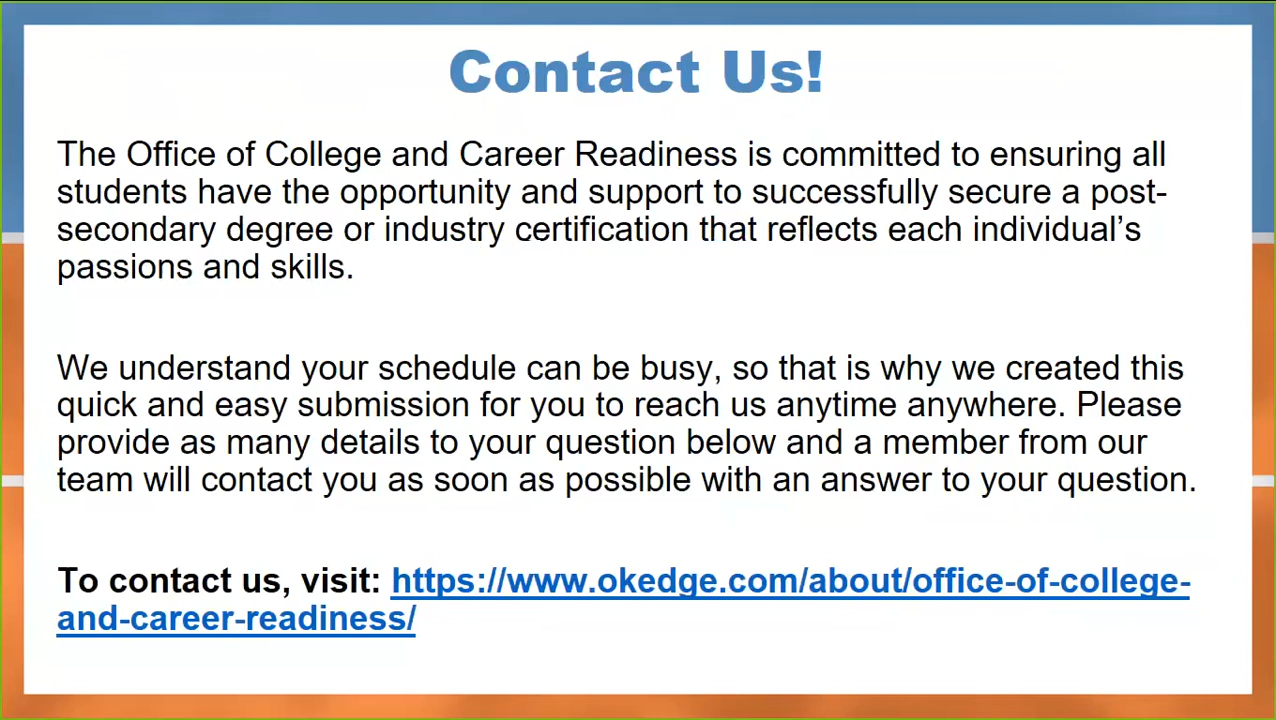 Contact Us!
The Office of College and Career Readiness is committed to ensuring all
students have the opportunity and support to successfully secure a post-
secondary degree or industry certification that reflects each individual’s
passions and skills.
We understand your schedule can be busy, so that is why we created this
quick and easy submission for you to reach us anytime anywhere. Please
provide as many details to your question below and a member from our
team will contact you as soon as possible with an answer to your question.
To contact us, visit: https://www.okedge.com/about/office-of-college-
and-career-readiness/